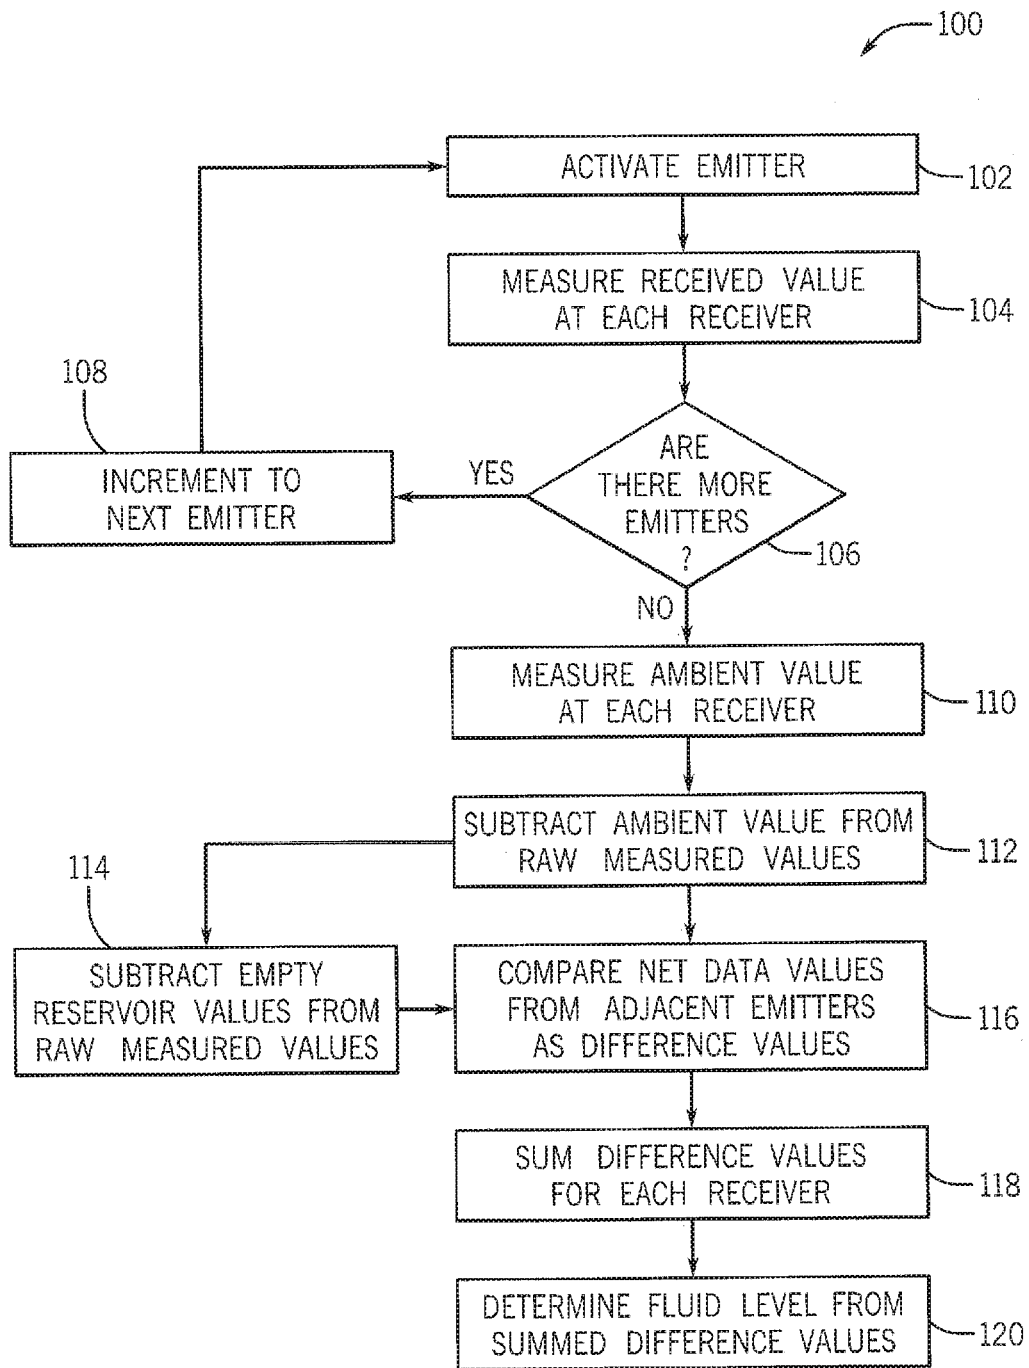 100
ACTIVATE EMITTER
102
MEASURE RECEIVED VALUE
AT EACH RECEIVER
104
108
INCREMENT TO
NEXT EMITTER
YES
ARE
THERE MORE
EMITTERS
?
106
NO
MEASURE AMBIENT VALUE
AT EACH RECEIVER
110
SUBTRACT AMBIENT VALUE FROM
RAW MEASURED VALUES
112
114
SUBTRACT EMPTY
RESERVOIR VALUES FROM
RAW MEASURED VALUES
COMPARE NET DATA VALUES
FROM ADJACENT EMITTERS
AS DIFFERENCE VALUES
116
SUM DIFFERENCE VALUES
FOR EACH RECEIVER
118
DETERMINE FLUID LEVEL FROM
SUMMED DIFFERENCE VALUES
120